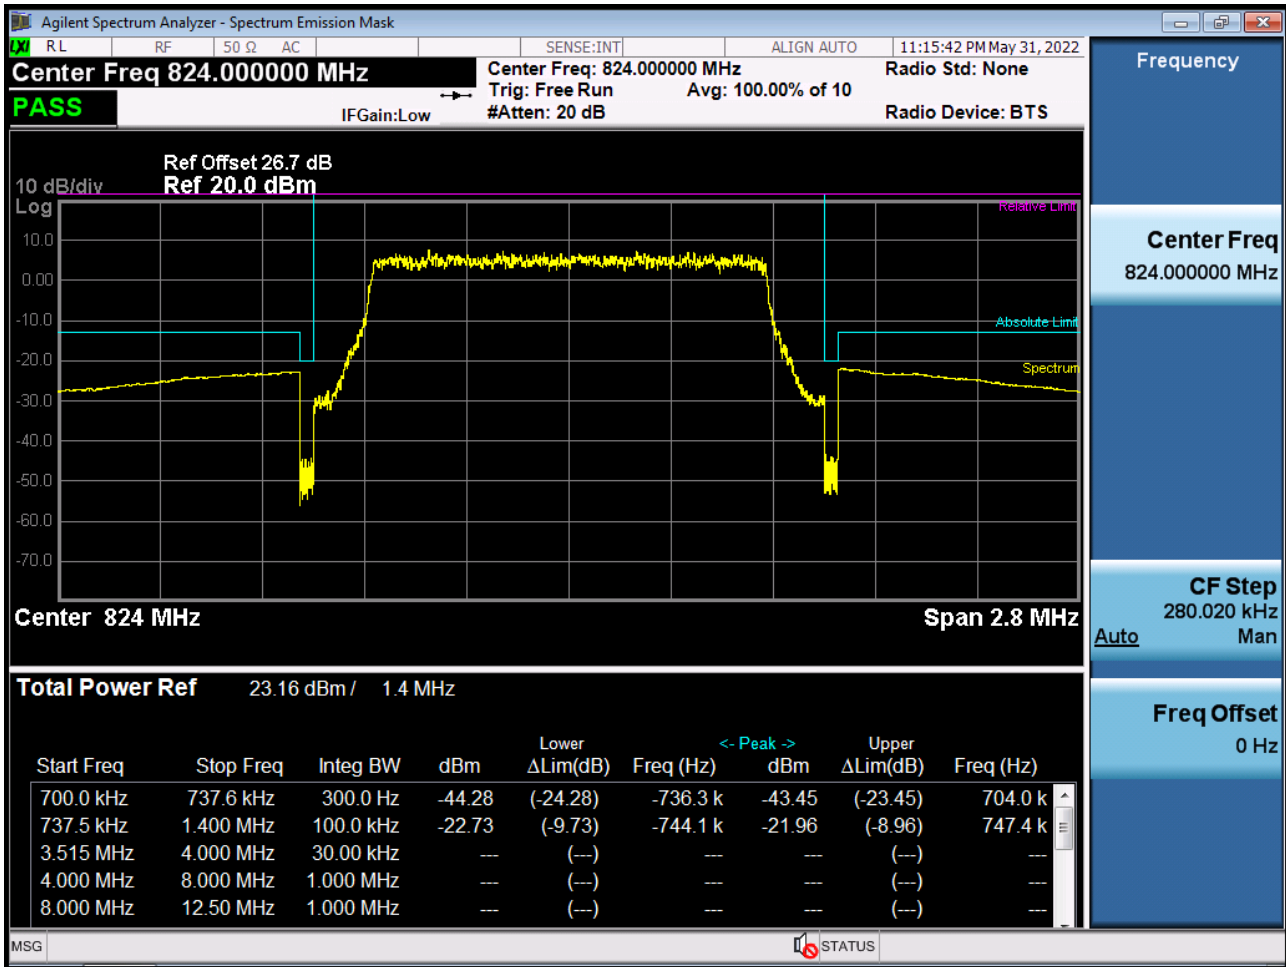 Agilent Spectrum Analyzer - Spectrum Emission Mask
LXI RL RF 50 Ω AC SENSE:INT ALIGN AUTO 11:15:42 PM May 31, 2022
Center Freq 824.000000 MHz
Center Freq: 824.000000 MHz
Radio Std: None
Trig: Free Run Avg: 100.00% of 10
PASS
IFGain:Low
#Atten: 20 dB
Radio Device: BTS
Ref Offset 26.7 dB
10 dB/div Ref 20.0 dBm
Log
Relative Limit
10.0
0.00
-10.0
Absolute Limit
-20.0
Spectrum
-30.0
-40.0
-50.0
-60.0
-70.0
Center 824 MHz
Span 2.8 MHz
Total Power Ref 23.16 dBm / 1.4 MHz
Lower <- Peak -> Upper
Start Freq Stop Freq Integ BW dBm ΔLim(dB) Freq (Hz) dBm ΔLim(dB) Freq (Hz)
700.0 kHz 737.6 kHz 300.0 Hz -44.28 (-24.28) -736.3 k -43.45 (-23.45) 704.0 k
737.5 kHz 1.400 MHz 100.0 kHz -22.73 (-9.73) -744.1 k -21.96 (-8.96) 747.4 k
3.515 MHz 4.000 MHz 30.00 kHz --- (---) --- --- (---) ---
4.000 MHz 8.000 MHz 1.000 MHz --- (---) --- --- (---) ---
8.000 MHz 12.50 MHz 1.000 MHz --- (---) --- --- (---) ---
MSG
STATUS
Frequency
Center Freq
824.000000 MHz
CF Step
280.020 kHz
Auto Man
Freq Offset
0 Hz